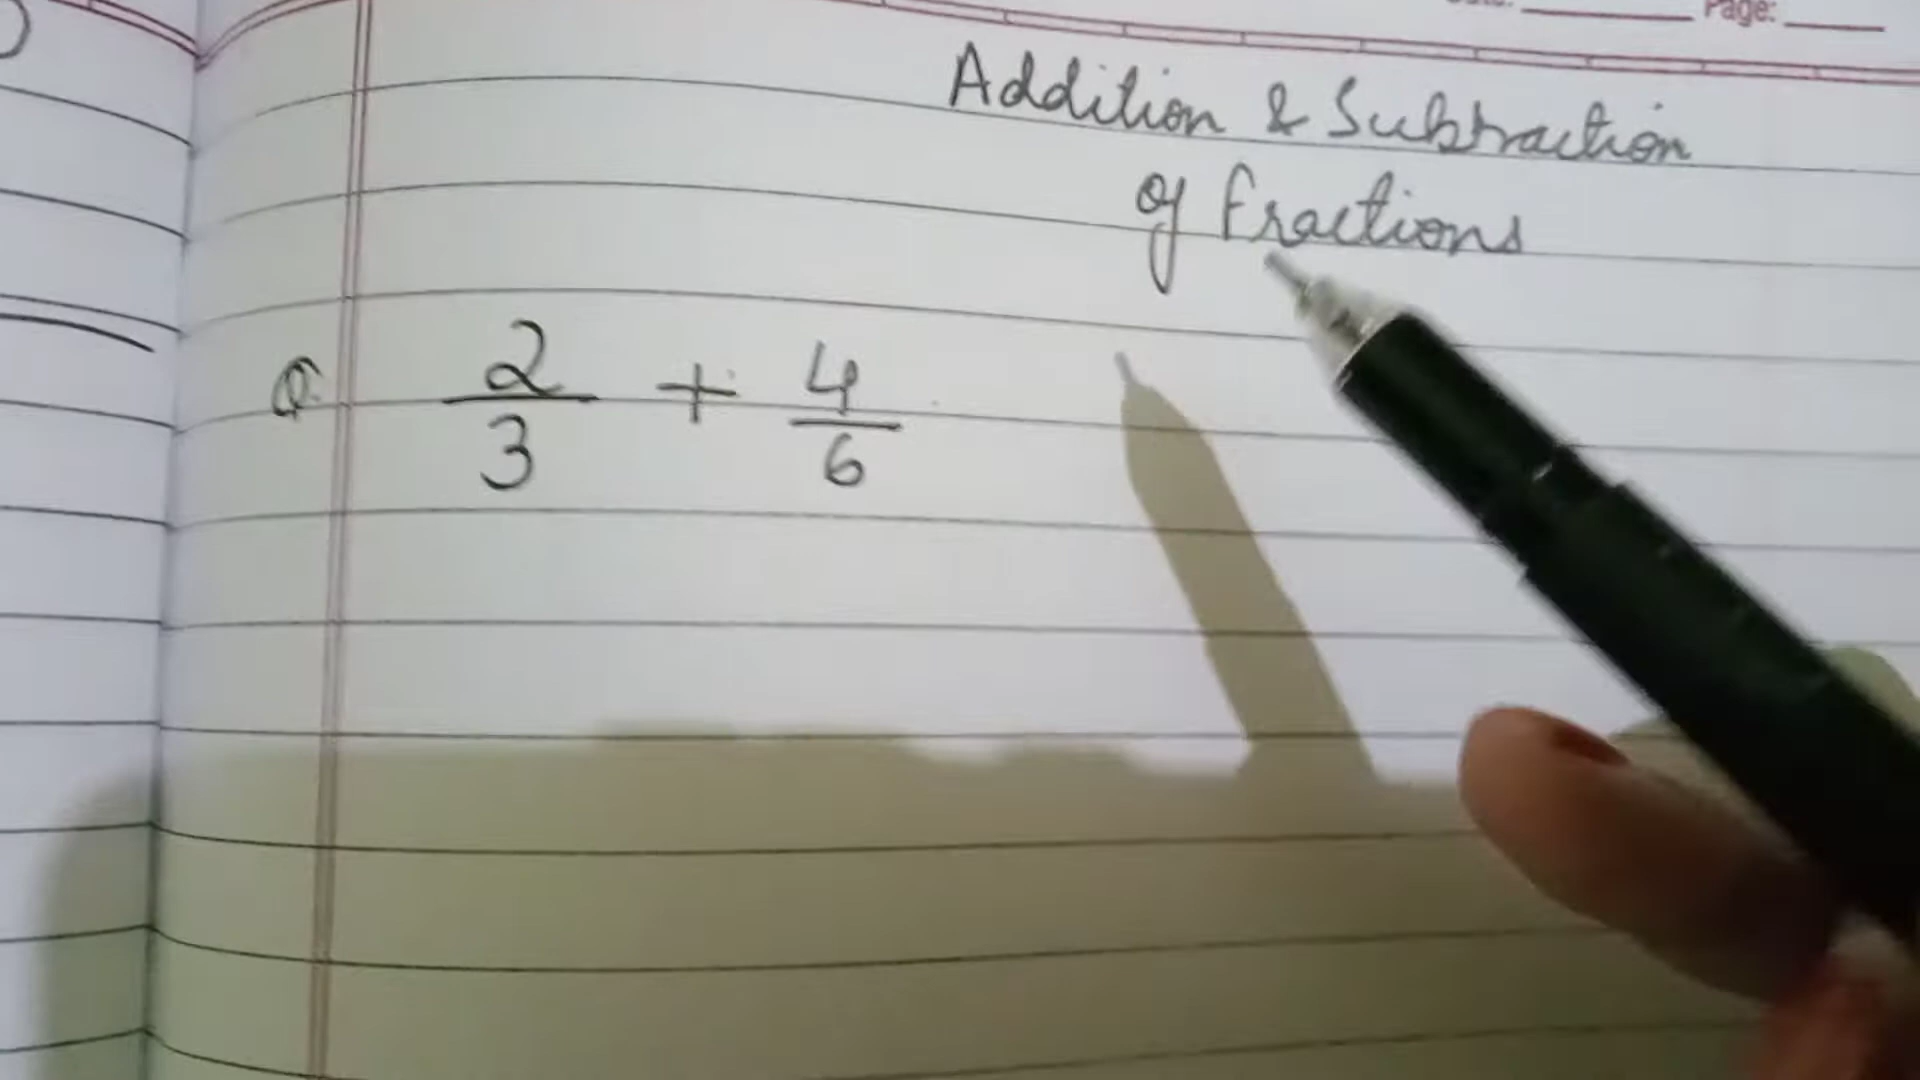 Page:
Addition & Subtraction
of Fractions
Q. 2/3 + 4/6